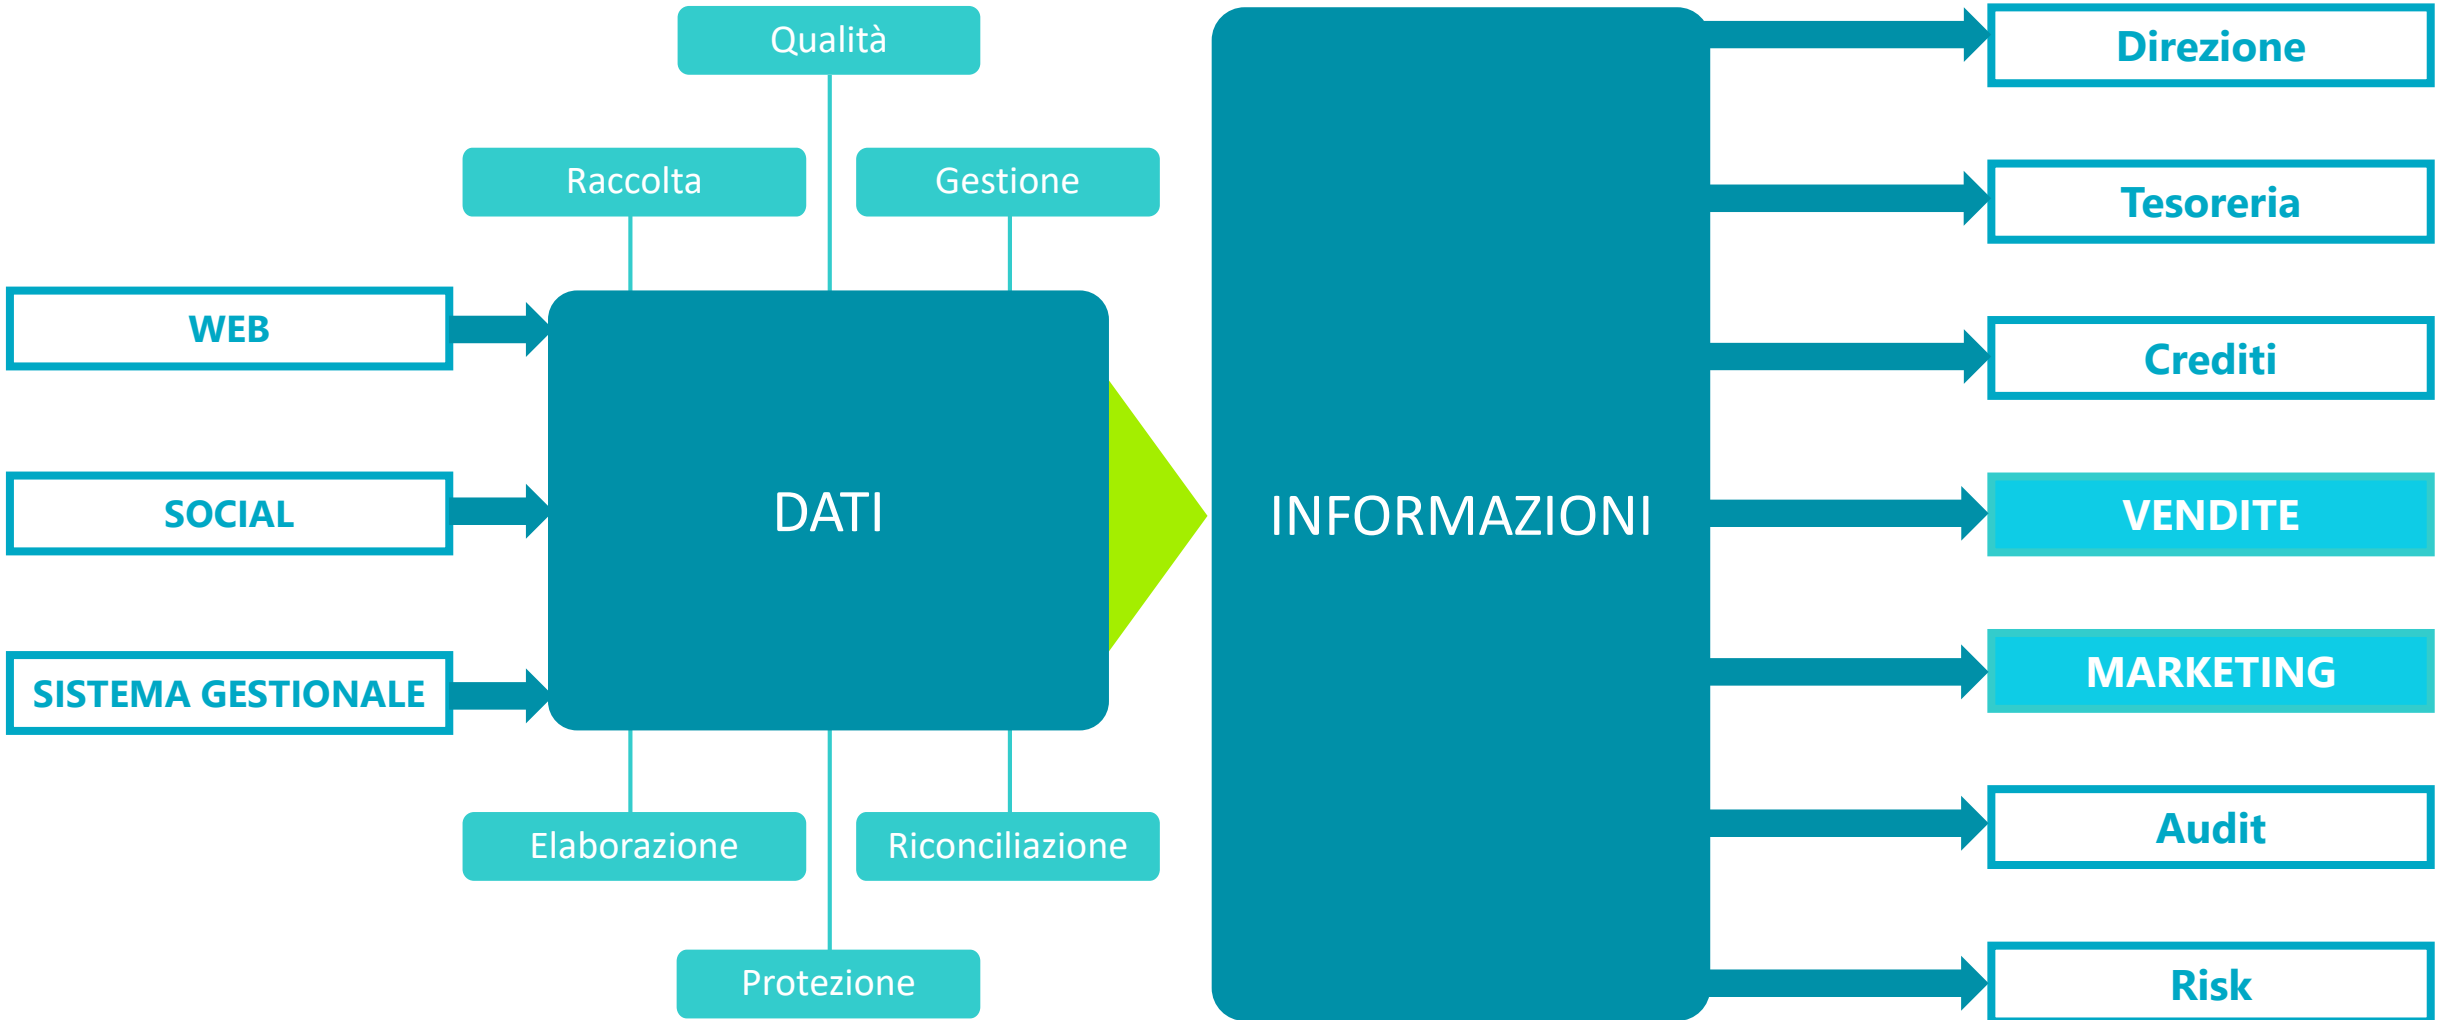 Qualità
Raccolta
Gestione
WEB
SOCIAL
SISTEMA GESTIONALE
DATI
Elaborazione
Riconciliazione
Protezione
INFORMAZIONI
Direzione
Tesoreria
Crediti
VENDITE
MARKETING
Audit
Risk